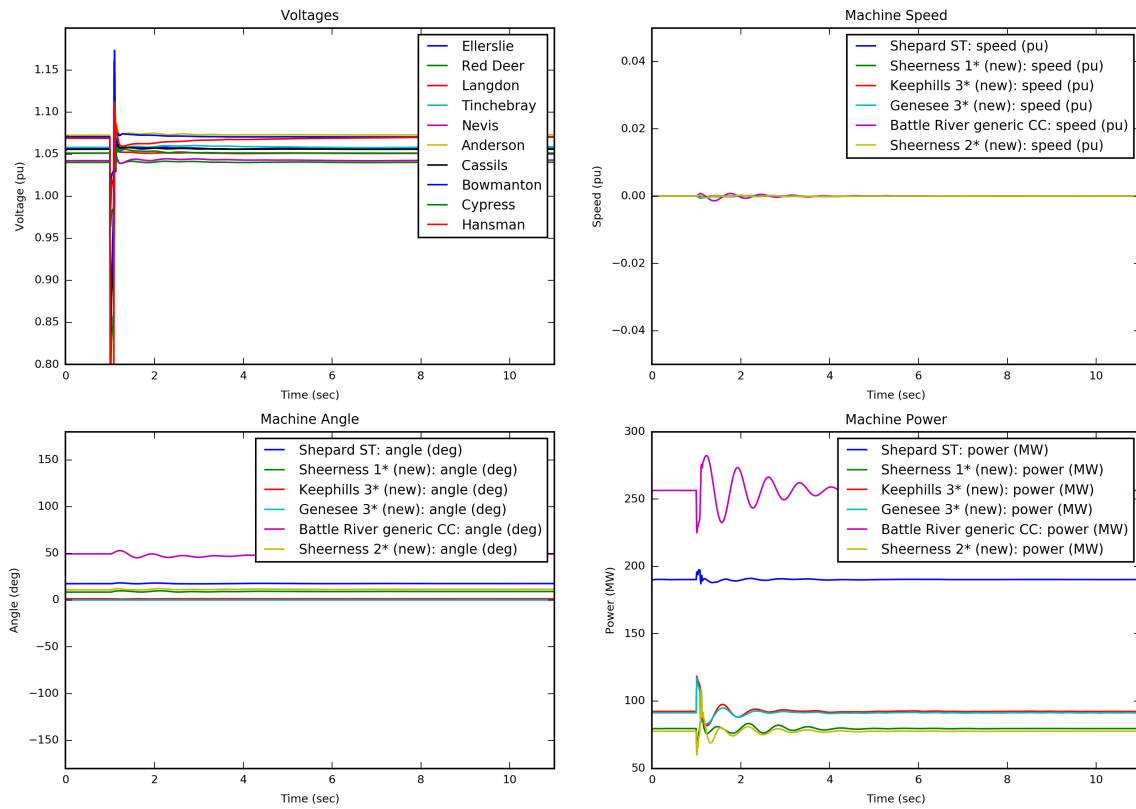 Voltages
Voltage (pu)
1.15
1.10
1.05
1.00
0.95
0.90
0.85
0.80
Ellerslie
Red Deer
Langdon
Tinchebray
Nevis
Anderson
Cassils
Bowmanton
Cypress
Hansman
0 2 4 6 8 10
Time (sec)
Machine Speed
Speed (pu)
0.04
0.02
0.00
−0.02
−0.04
Shepard ST: speed (pu)
Sheerness 1* (new): speed (pu)
Keephills 3* (new): speed (pu)
Genesee 3* (new): speed (pu)
Battle River generic CC: speed (pu)
Sheerness 2* (new): speed (pu)
0 2 4 6 8 10
Time (sec)
Machine Angle
Angle (deg)
150
100
50
0
−50
−100
−150
Shepard ST: angle (deg)
Sheerness 1* (new): angle (deg)
Keephills 3* (new): angle (deg)
Genesee 3* (new): angle (deg)
Battle River generic CC: angle (deg)
Sheerness 2* (new): angle (deg)
0 2 4 6 8 10
Time (sec)
Machine Power
Power (MW)
300
250
200
150
100
50
Shepard ST: power (MW)
Sheerness 1* (new): power (MW)
Keephills 3* (new): power (MW)
Genesee 3* (new): power (MW)
Battle River generic CC: power (MW)
Sheerness 2* (new): power (MW)
0 2 4 6 8 10
Time (sec)